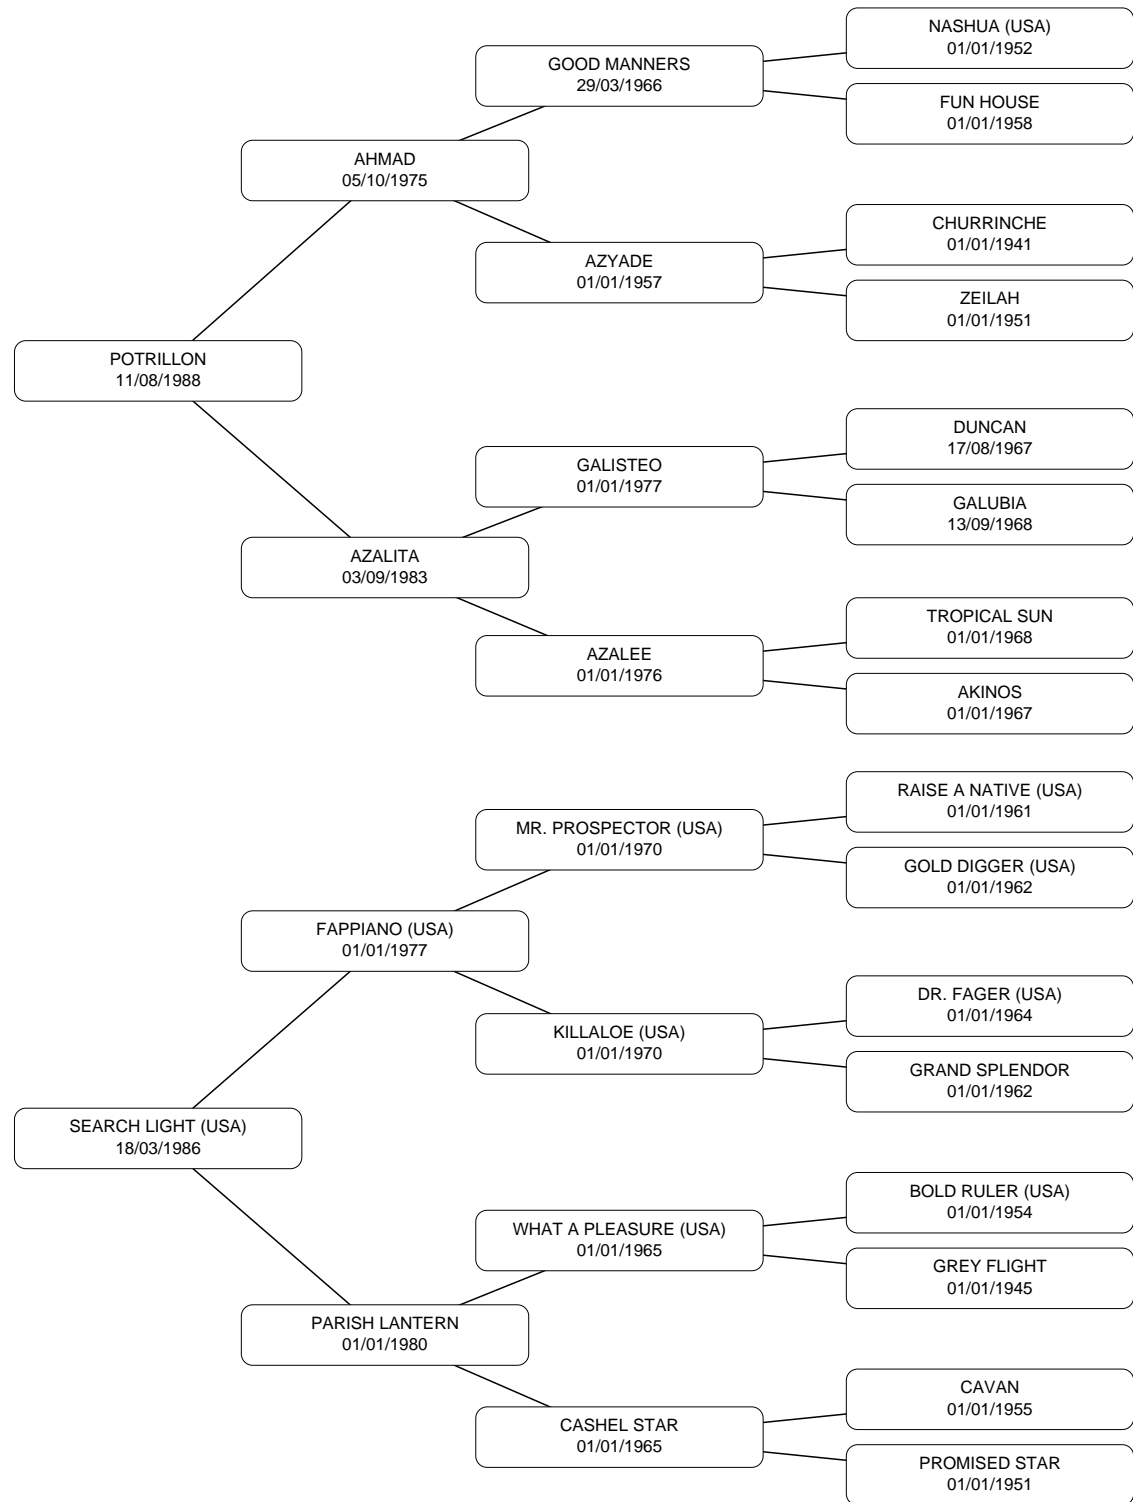 NASHUA (USA)
01/01/1952
GOOD MANNERS
29/03/1966
FUN HOUSE
01/01/1958
AHMAD
05/10/1975
CHURRINCHE
01/01/1941
AZYADE
01/01/1957
ZEILAH
01/01/1951
POTRILLON
11/08/1988
DUNCAN
17/08/1967
GALISTEO
01/01/1977
GALUBIA
13/09/1968
AZALITA
03/09/1983
TROPICAL SUN
01/01/1968
AZALEE
01/01/1976
AKINOS
01/01/1967
RAISE A NATIVE (USA)
01/01/1961
MR. PROSPECTOR (USA)
01/01/1970
GOLD DIGGER (USA)
01/01/1962
FAPPIANO (USA)
01/01/1977
DR. FAGER (USA)
01/01/1964
KILLALOE (USA)
01/01/1970
GRAND SPLENDOR
01/01/1962
SEARCH LIGHT (USA)
18/03/1986
BOLD RULER (USA)
01/01/1954
WHAT A PLEASURE (USA)
01/01/1965
GREY FLIGHT
01/01/1945
PARISH LANTERN
01/01/1980
CAVAN
01/01/1955
CASHEL STAR
01/01/1965
PROMISED STAR
01/01/1951